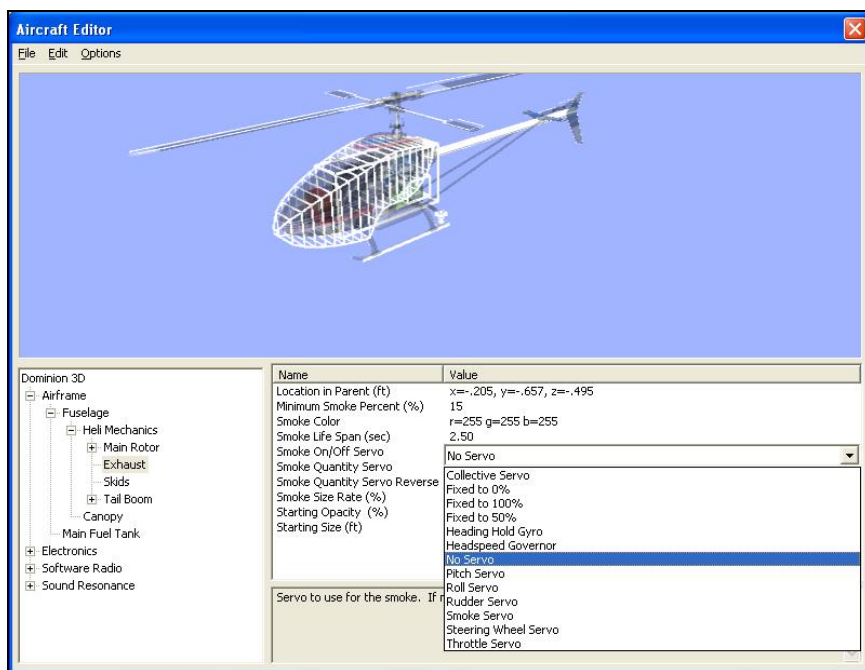 Aircraft Editor
File Edit Options
Dominion 3D
Airframe
Fuselage
Heli Mechanics
Main Rotor
Exhaust
Skids
Tail Boom
Canopy
Main Fuel Tank
Electronics
Software Radio
Sound Resonance
Name Value
Location in Parent (ft) x=-.205, y=-.657, z=-.495
Minimum Smoke Percent (%) 15
Smoke Color r=255 g=255 b=255
Smoke Life Span (sec) 2.50
Smoke On/Off Servo No Servo
Smoke Quantity Servo
Smoke Quantity Servo Reverse
Smoke Size Rate (%)
Starting Opacity (%)
Starting Size (ft)
Collective Servo
Fixed to 0%
Fixed to 100%
Fixed to 50%
Heading Hold Gyro
Headspeed Governor
No Servo
Pitch Servo
Roll Servo
Rudder Servo
Smoke Servo
Steering Wheel Servo
Throttle Servo
Servo to use for the smoke. If